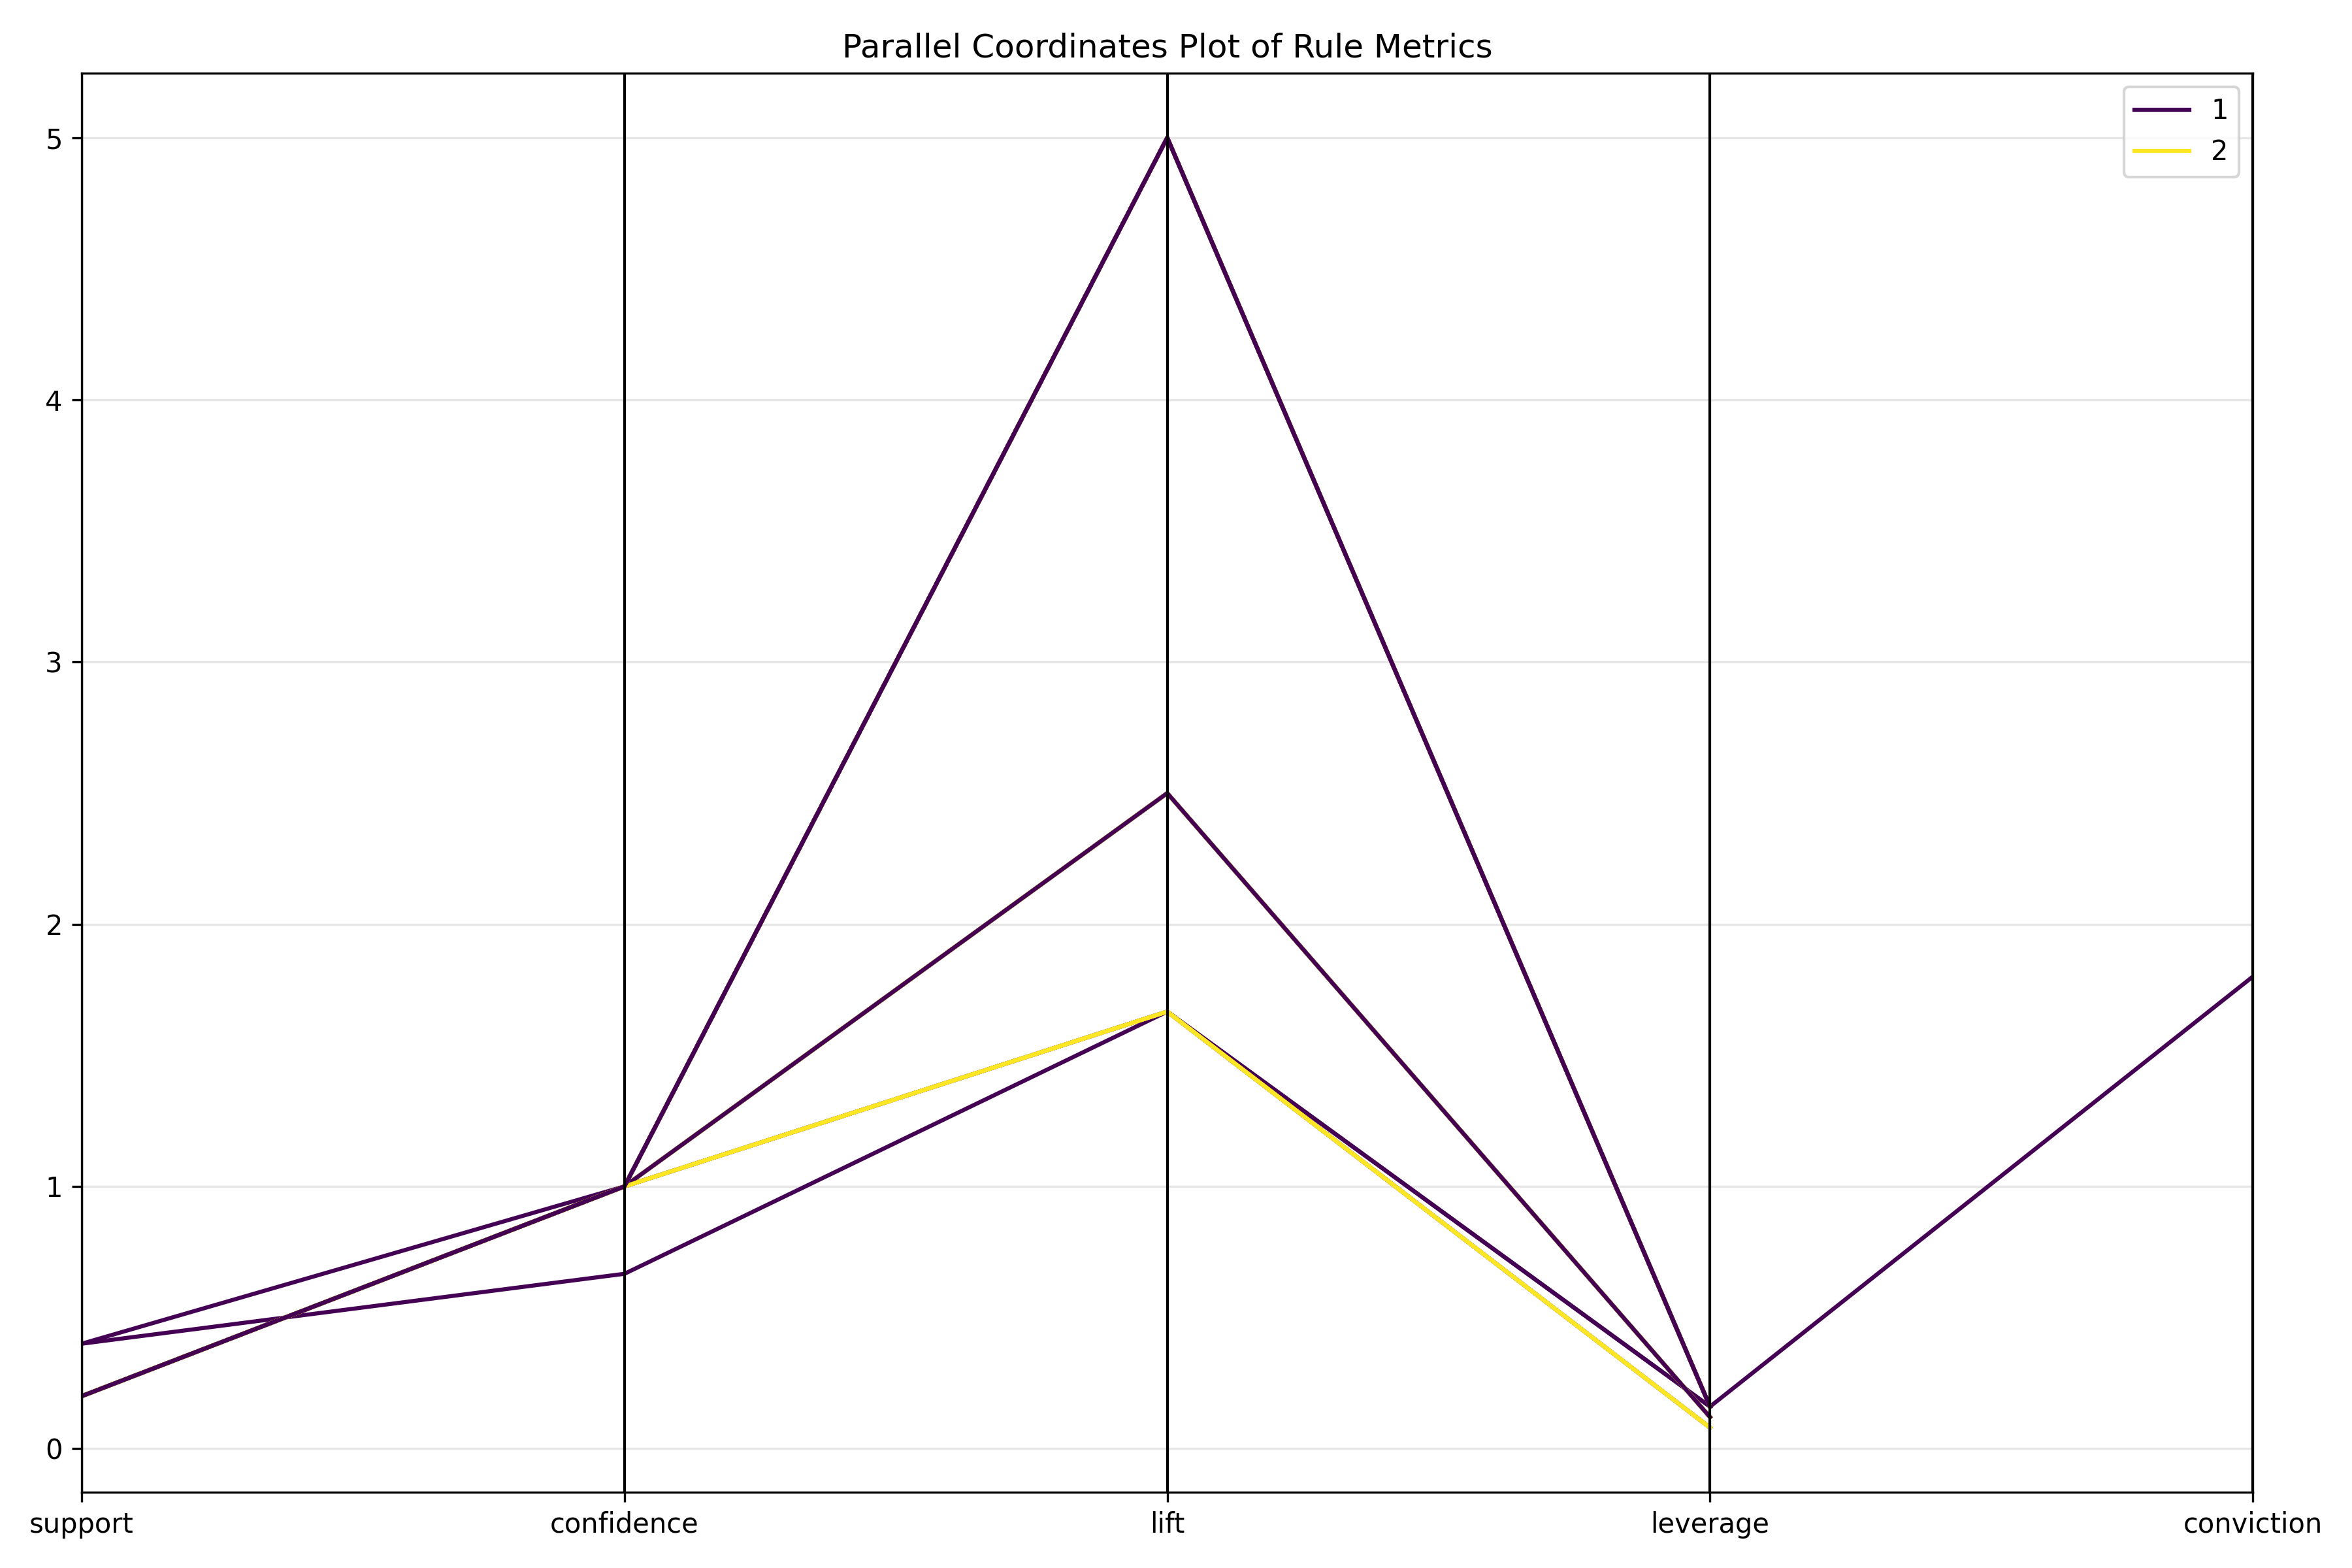 Parallel Coordinates Plot of Rule Metrics
1
2
5
4
3
2
1
0
support
confidence
lift
leverage
conviction